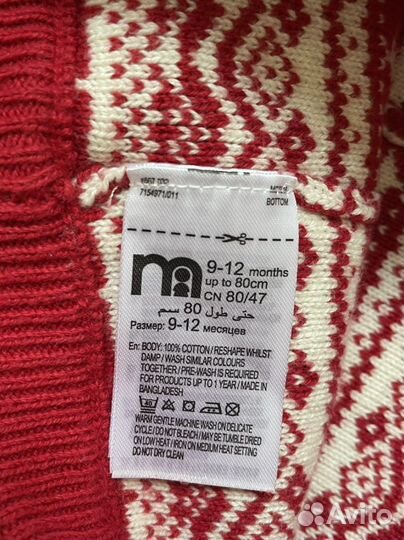 7154971/011
BOTTOM
9-12 months
up to 80cm
CN 80/47
حتى طول 80 سم
Размер: 9-12 месяцев
En: BODY: 100% COTTON / RESHAPE WHILST
DAMP / WASH SIMILAR COLOURS
TOGETHER / PRE-WASH IS REQUIRED
FOR PRODUCTS UP TO 1 YEAR / MADE IN
BANGLADESH
40
WARM GENTLE MACHINE WASH ON DELICATE
CYCLE / DO NOT BLEACH / MAY BE TUMBLE DRIED
ON LOW HEAT / IRON ON MEDIUM HEAT SETTING
DO NOT DRY CLEAN
Avito